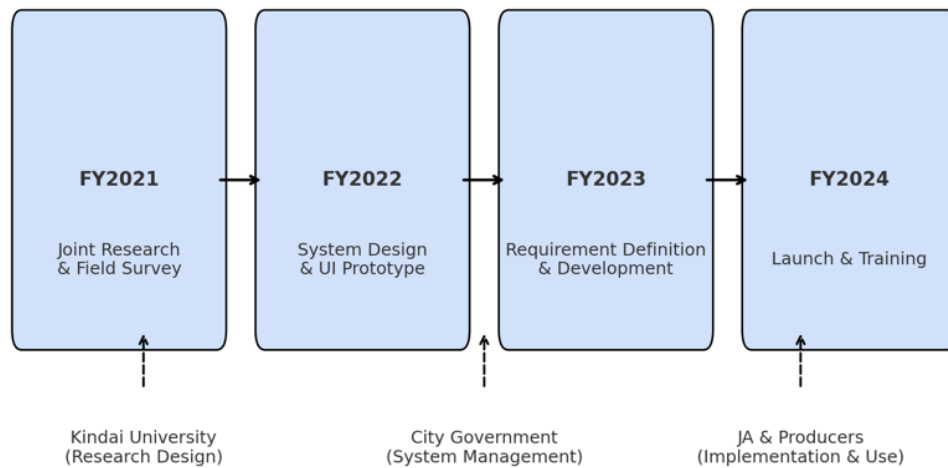 FY2021
Joint Research
& Field Survey
FY2022
System Design
& UI Prototype
FY2023
Requirement Definition
& Development
FY2024
Launch & Training
Kindai University
(Research Design)
City Government
(System Management)
JA & Producers
(Implementation & Use)